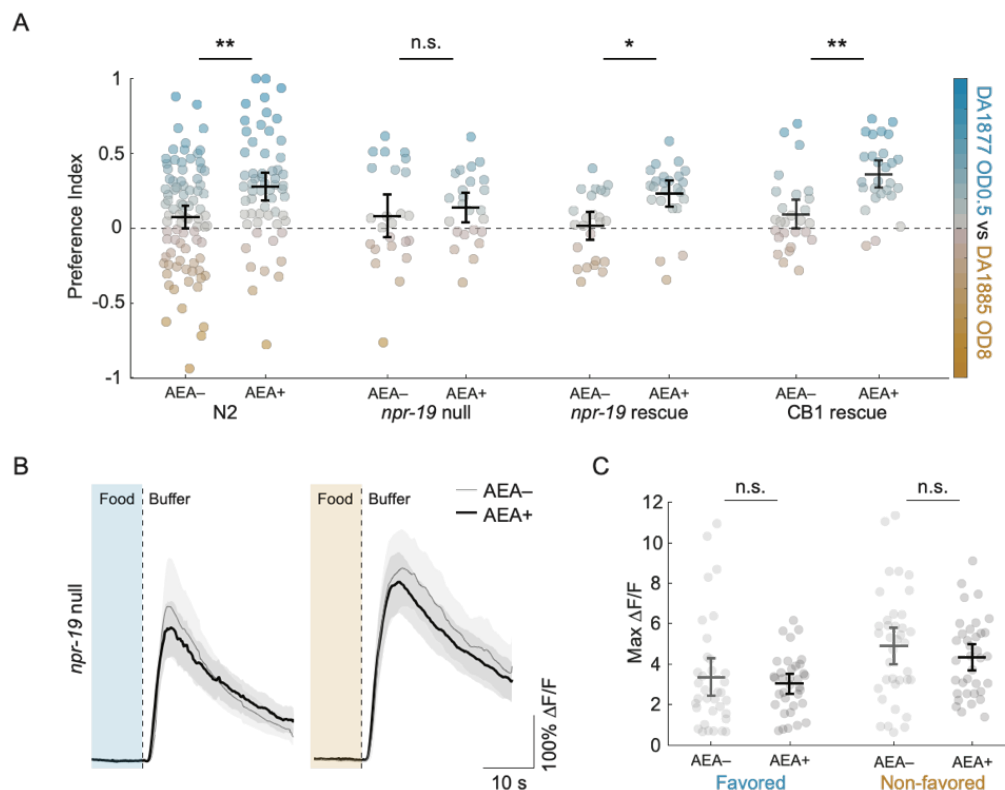 A
** n.s. * **
1
0.5
0
-0.5
-1
Preference Index
AEA– AEA+ AEA– AEA+ AEA– AEA+ AEA– AEA+
N2 npr-19 null npr-19 rescue CB1 rescue
DA1877 OD0.5 vs DA1885 OD8
B
Food Buffer Food Buffer
AEA–
AEA+
npr-19 null
100% ΔF/F
10 s
C
n.s. n.s.
12
10
8
6
4
2
0
Max ΔF/F
AEA– AEA+ AEA– AEA+
Favored Non-favored